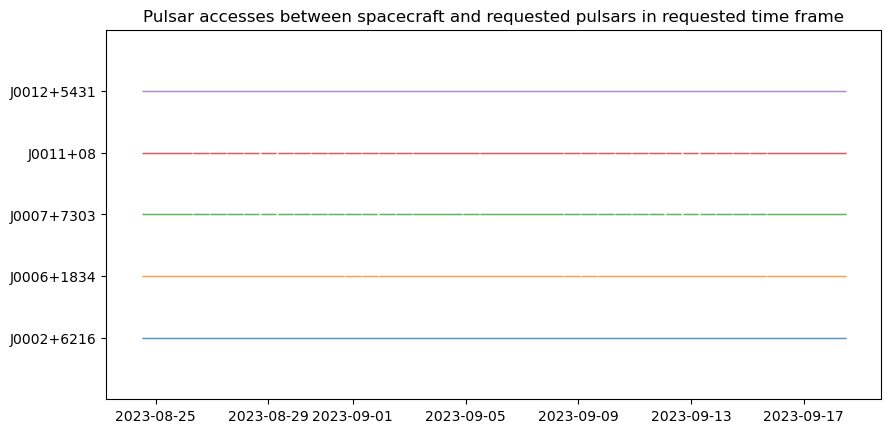 Pulsar accesses between spacecraft and requested pulsars in requested time frame
J0012+5431
J0011+08
J0007+7303
J0006+1834
J0002+6216
2023-08-25 2023-08-29 2023-09-01 2023-09-05 2023-09-09 2023-09-13 2023-09-17